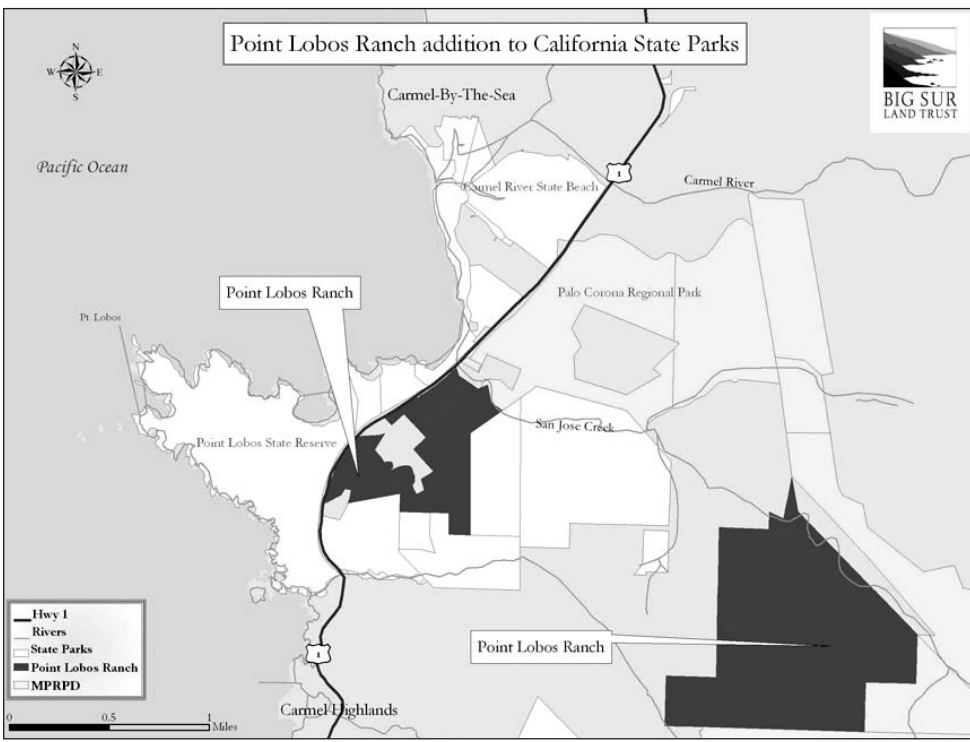 Point Lobos Ranch addition to California State Parks
N
W E
S
BIG SUR
LAND TRUST
Carmel-By-The-Sea
Pacific Ocean
1
Carmel River State Beach
Carmel River
Point Lobos Ranch
Palo Corona Regional Park
Pt. Lobos
San Jose Creek
Point Lobos State Reserve
Hwy 1
Rivers
State Parks
Point Lobos Ranch
MPRPD
Point Lobos Ranch
1
Carmel Highlands
0 0.5 1
Miles